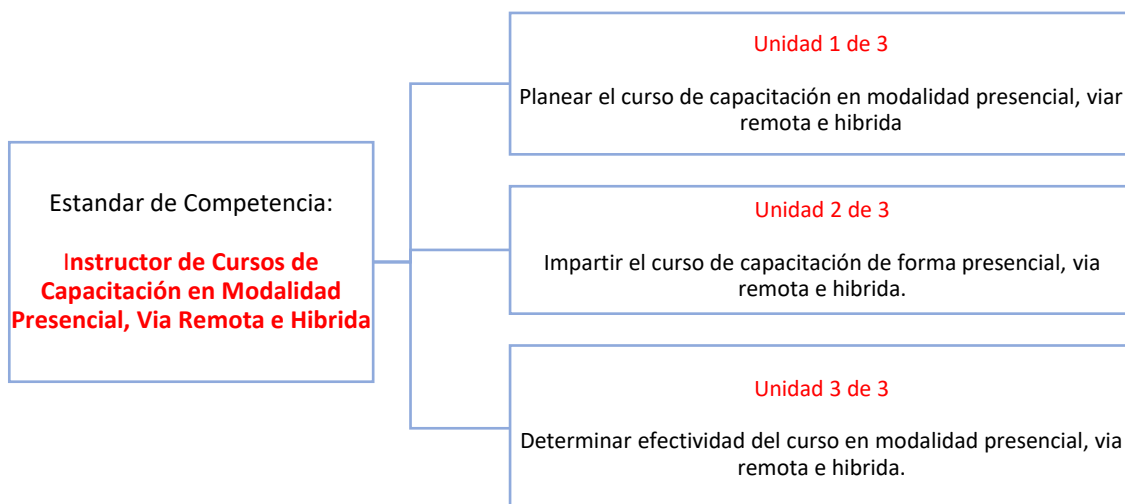 Estandar de Competencia:
Instructor de Cursos de
Capacitación en Modalidad
Presencial, Via Remota e Hibrida
Unidad 1 de 3
Planear el curso de capacitación en modalidad presencial, viar
remota e hibrida
Unidad 2 de 3
Impartir el curso de capacitación de forma presencial, via
remota e hibrida.
Unidad 3 de 3
Determinar efectividad del curso en modalidad presencial, via
remota e hibrida.